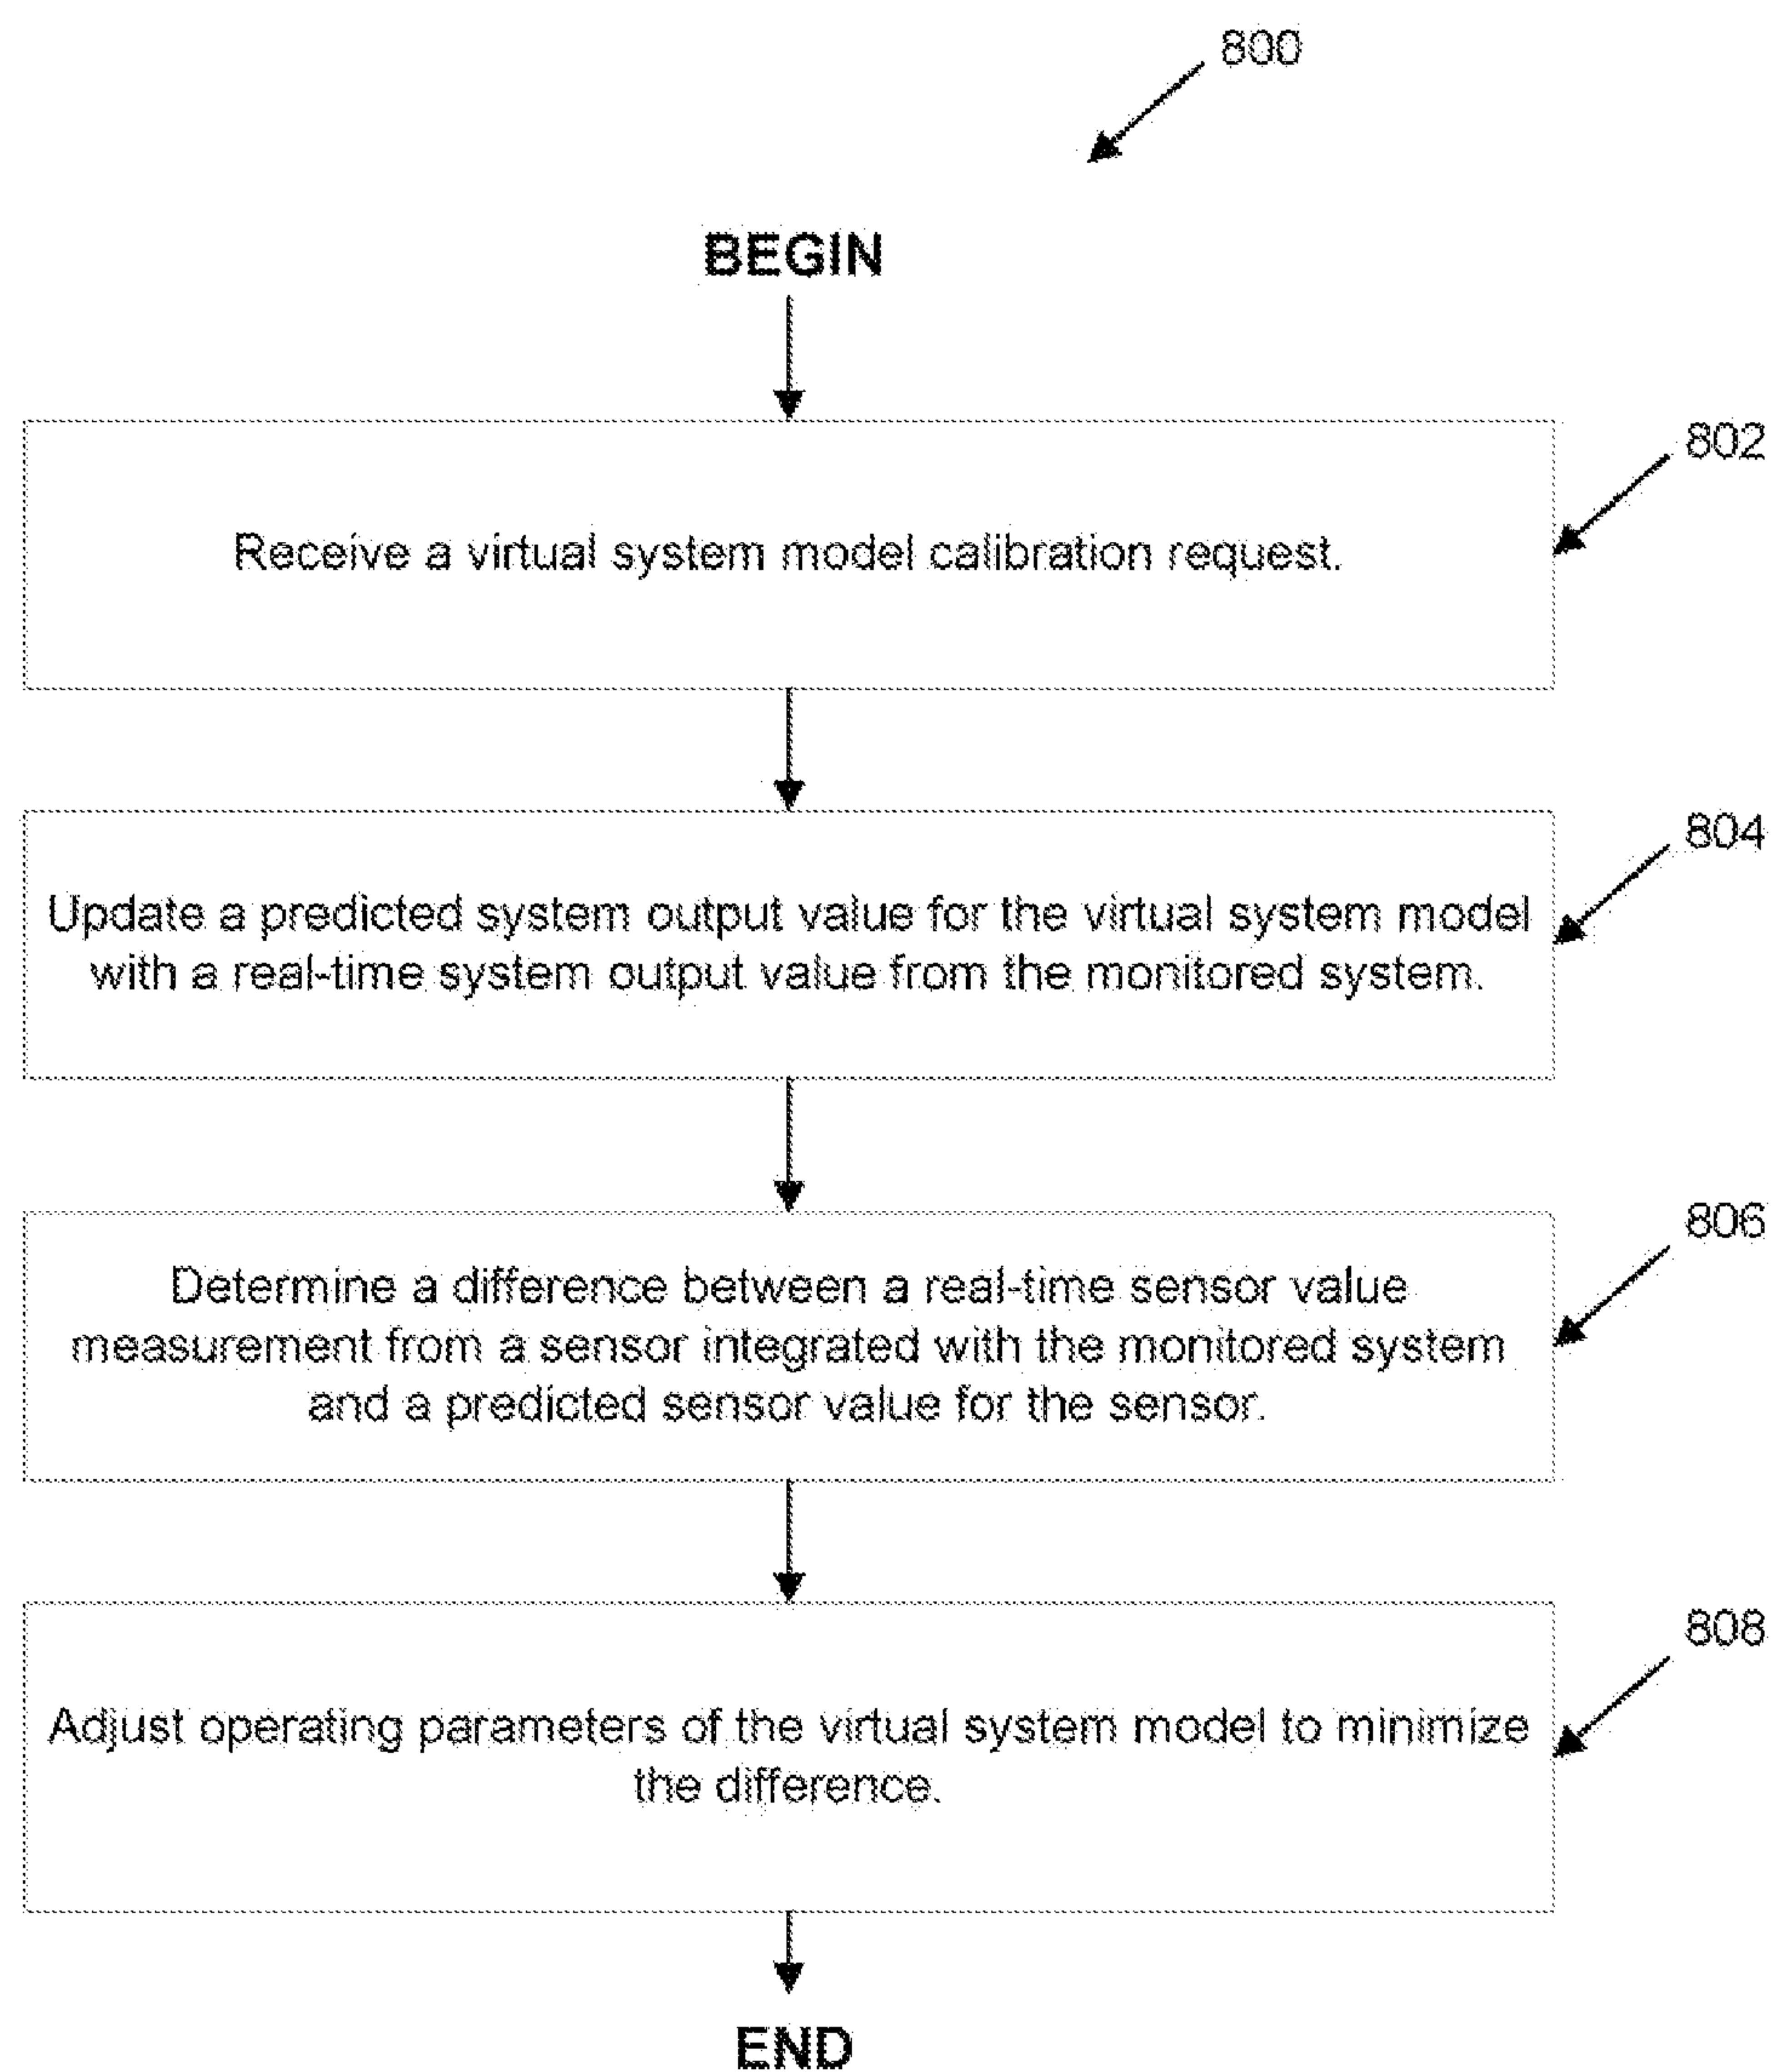 800
BEGIN
802
Receive a virtual system model calibration request.
804
Update a predicted system output value for the virtual system model
with a real-time system output value from the monitored system.
806
Determine a difference between a real-time sensor value
measurement from a sensor integrated with the monitored system
and a predicted sensor value for the sensor.
808
Adjust operating parameters of the virtual system model to minimize
the difference.
END